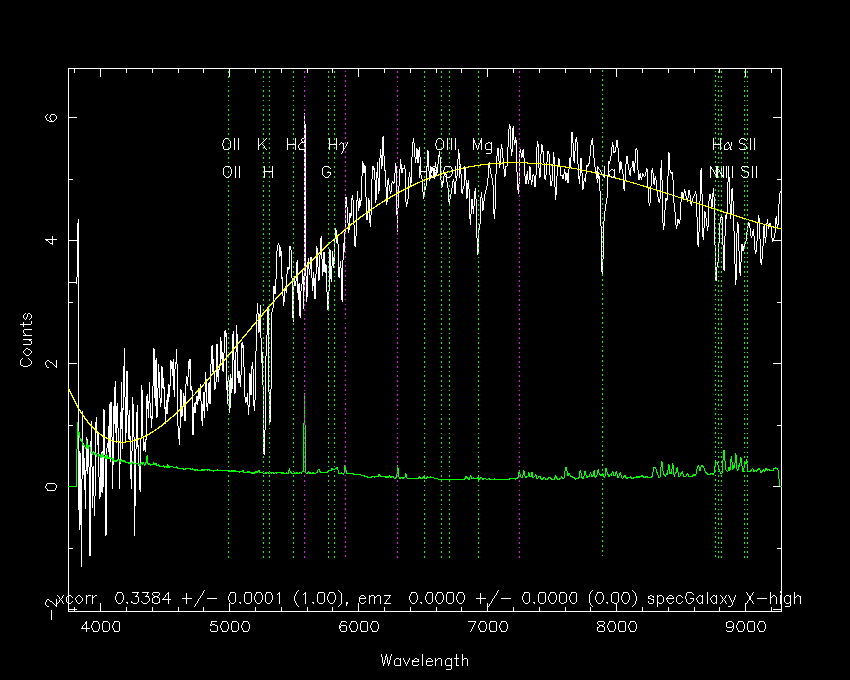 6
4
2
0
-2
Counts
OII K Hδ Hγ OIII Mg Hα SII
OII H G Na NII SII
xcorr 0.3384 +/- 0.0001 (1.00), emz 0.0000 +/- 0.0000 (0.00) specGalaxy X-high
4000 5000 6000 7000 8000 9000
Wavelength